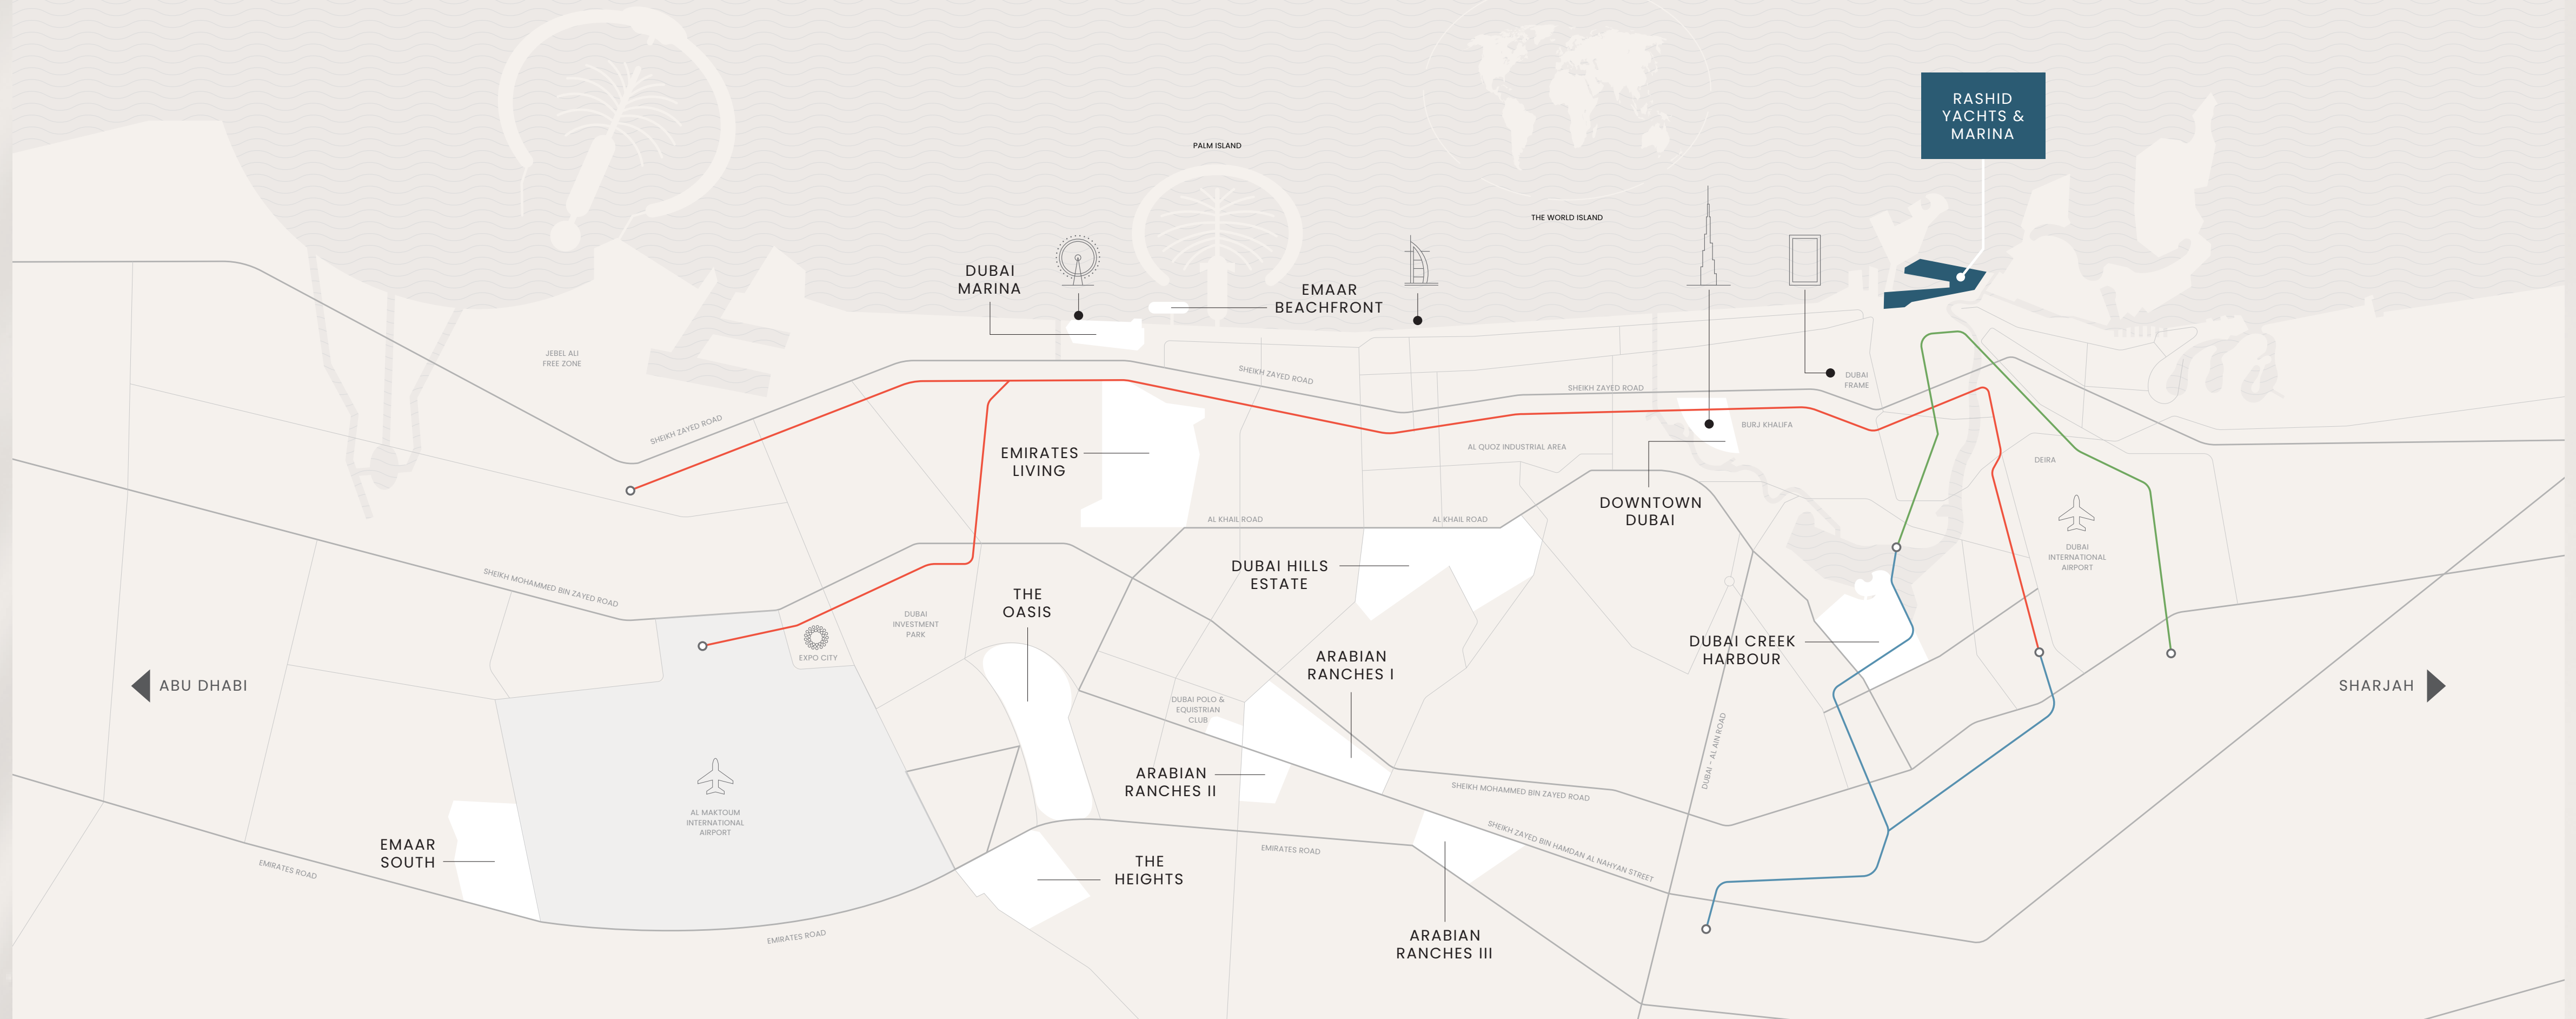 RASHID
YACHTS &
MARINA
PALM ISLAND
THE WORLD ISLAND
DUBAI
MARINA
EMAAR
BEACHFRONT
JEBEL ALI
FREE ZONE
SHEIKH ZAYED ROAD
SHEIKH ZAYED ROAD
SHEIKH ZAYED ROAD
DUBAI
FRAME
BURJ KHALIFA
EMIRATES
LIVING
AL QUOZ INDUSTRIAL AREA
DEIRA
DOWNTOWN
DUBAI
AL KHAIL ROAD
AL KHAIL ROAD
DUBAI
INTERNATIONAL
AIRPORT
DUBAI HILLS
ESTATE
SHEIKH MOHAMMED BIN ZAYED ROAD
THE
OASIS
DUBAI
INVESTMENT
PARK
EXPO CITY
DUBAI CREEK
HARBOUR
ARABIAN
RANCHES I
ABU DHABI
SHARJAH
DUBAI POLO &
EQUESTRIAN
CLUB
DUBAI - AL AIN ROAD
ARABIAN
RANCHES II
SHEIKH MOHAMMED BIN ZAYED ROAD
AL MAKTOUM
INTERNATIONAL
AIRPORT
SHEIKH ZAYED BIN HAMDAN AL NAHYAN STREET
EMAAR
SOUTH
EMIRATES ROAD
EMIRATES ROAD
THE
HEIGHTS
EMIRATES ROAD
ARABIAN
RANCHES III